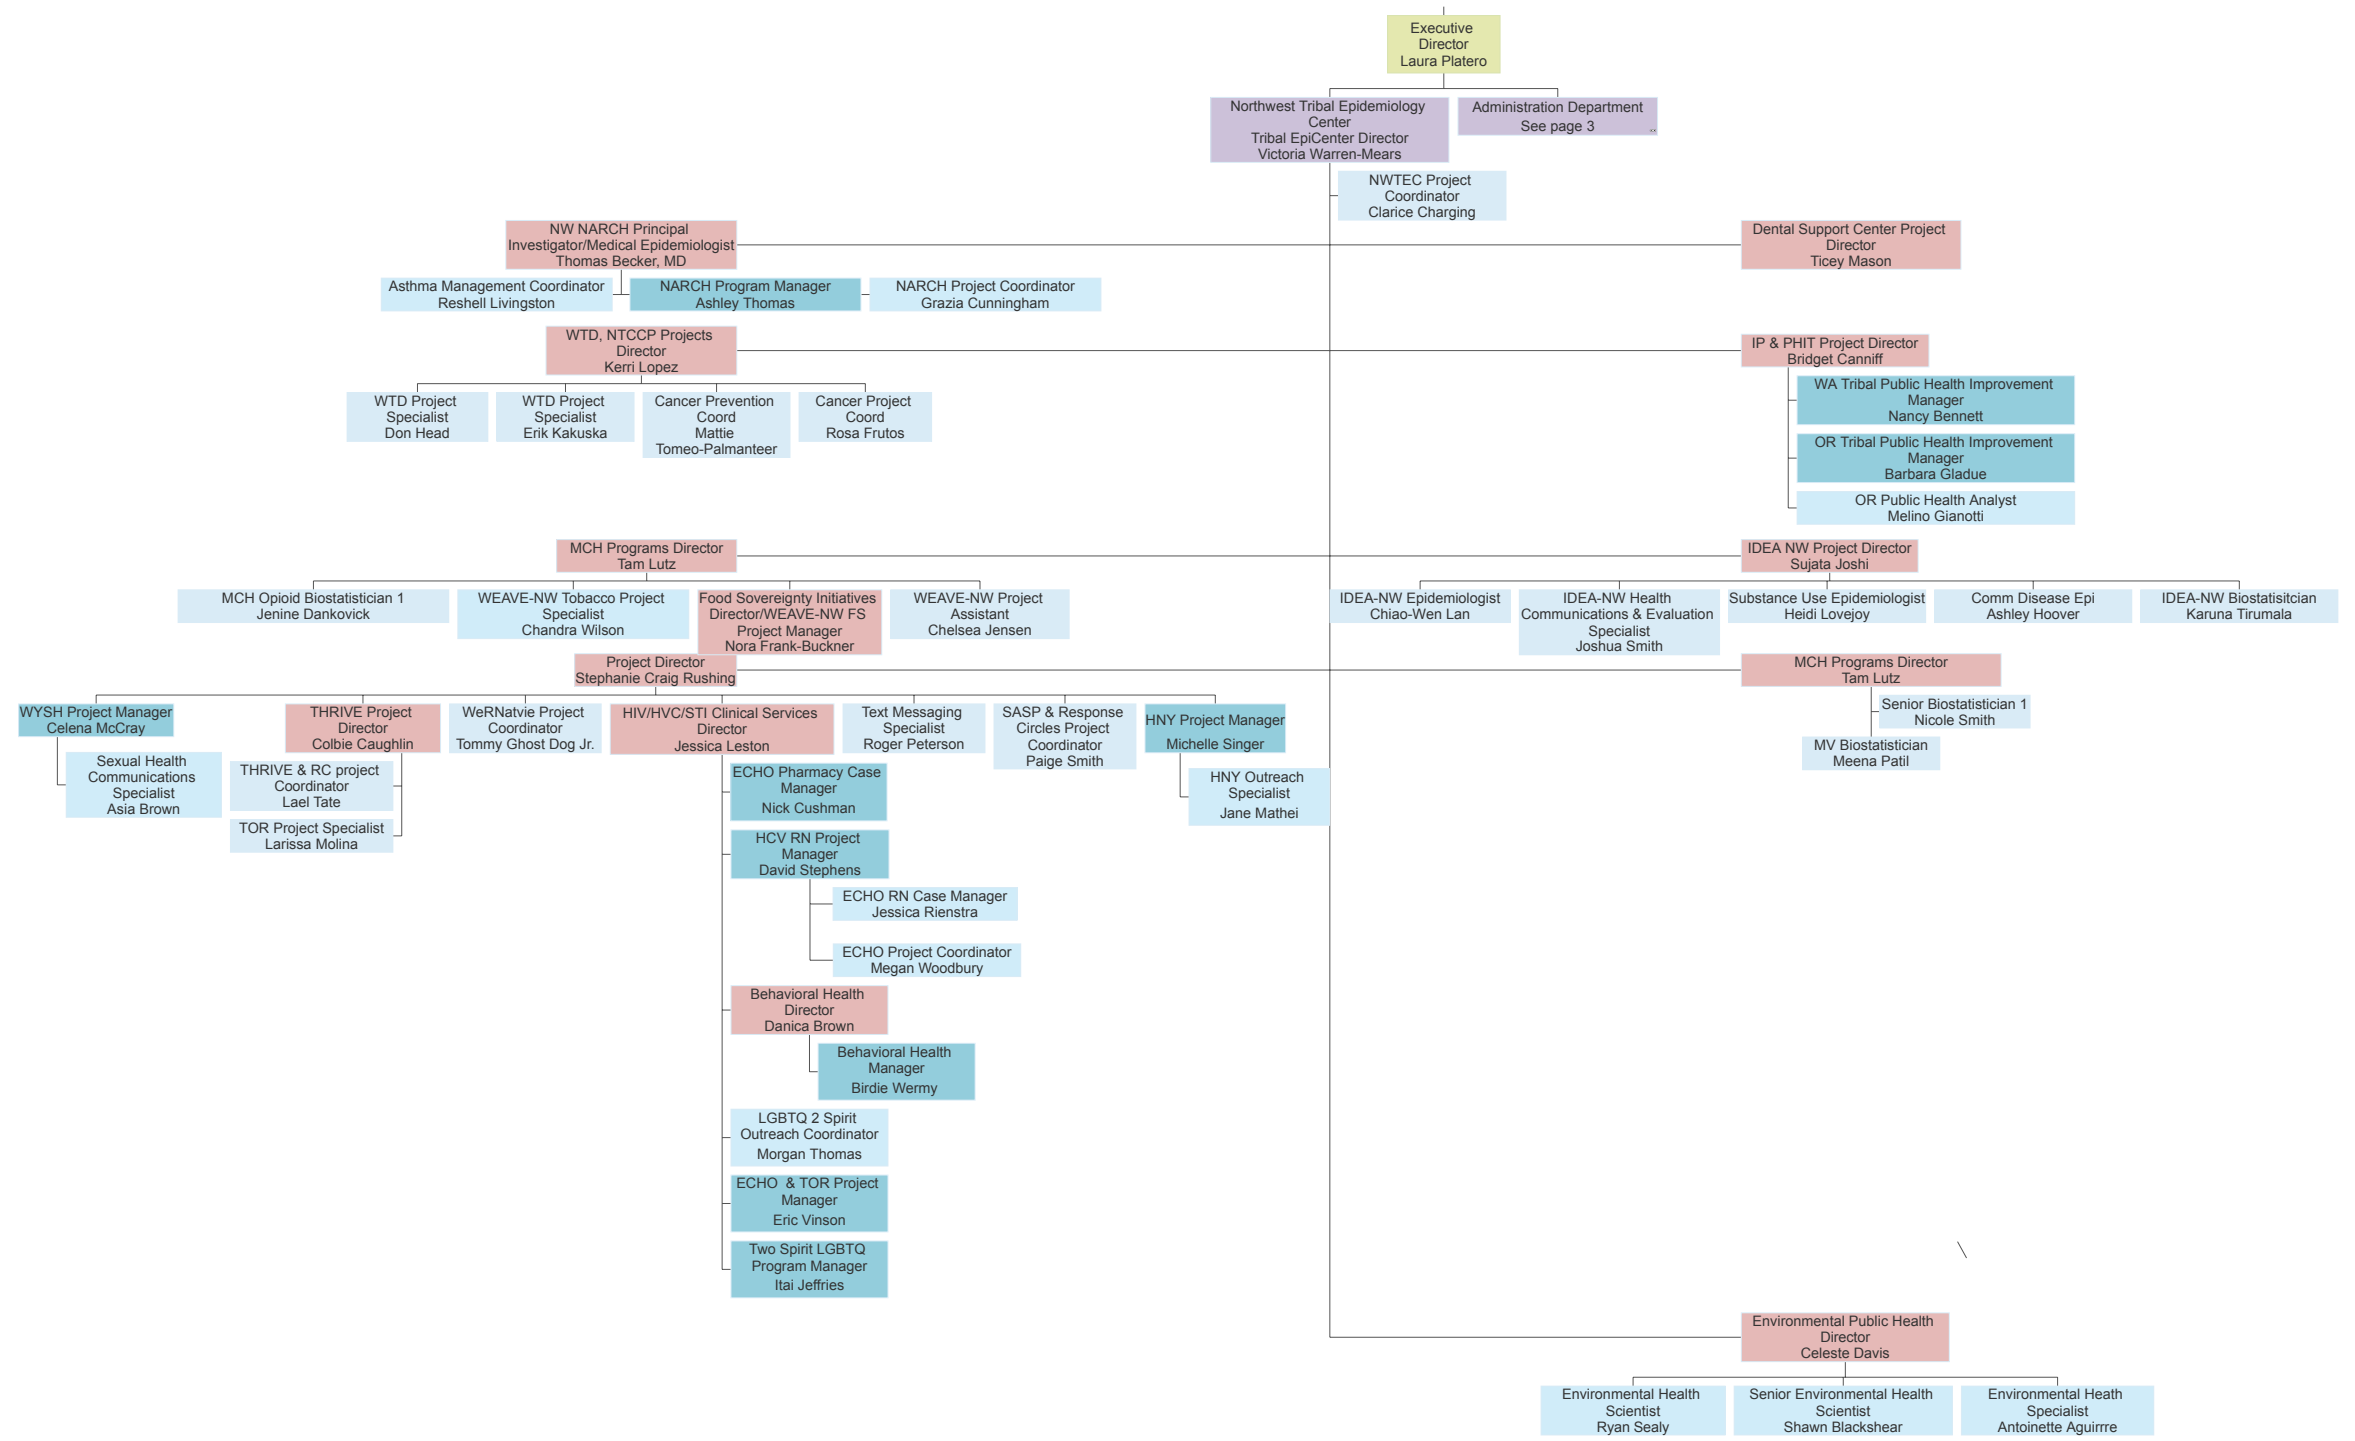 Executive
Director
Laura Platero
Northwest Tribal Epidemiology
Center
Tribal EpiCenter Director
Victoria Warren-Mears
Administration Department
See page 3
..
NWTEC Project
Coordinator
Clarice Charging
NW NARCH Principal
Investigator/Medical Epidemiologist
Thomas Becker, MD
Dental Support Center Project
Director
Ticey Mason
Asthma Management Coordinator
Reshell Livingston
NARCH Program Manager
Ashley Thomas
NARCH Project Coordinator
Grazia Cunningham
WTD, NTCCP Projects
Director
Kerri Lopez
IP & PHIT Project Director
Bridget Canniff
WTD Project
Specialist
Don Head
WTD Project
Specialist
Erik Kakuska
Cancer Prevention
Coord
Mattie
Tomeo-Palmanteer
Cancer Project
Coord
Rosa Frutos
WA Tribal Public Health Improvement
Manager
Nancy Bennett
OR Tribal Public Health Improvement
Manager
Barbara Gladue
OR Public Health Analyst
Melino Gianotti
MCH Programs Director
Tam Lutz
IDEA NW Project Director
Sujata Joshi
MCH Opioid Biostatistician 1
Jenine Dankovick
WEAVE-NW Tobacco Project
Specialist
Chandra Wilson
Food Sovereignty Initiatives
Director/WEAVE-NW FS
Project Manager
Nora Frank-Buckner
WEAVE-NW Project
Assistant
Chelsea Jensen
IDEA-NW Epidemiologist
Chiao-Wen Lan
IDEA-NW Health
Communications & Evaluation
Specialist
Joshua Smith
Substance Use Epidemiologist
Heidi Lovejoy
Comm Disease Epi
Ashley Hoover
IDEA-NW Biostatisitcian
Karuna Tirumala
Project Director
Stephanie Craig Rushing
MCH Programs Director
Tam Lutz
WYSH Project Manager
Celena McCray
THRIVE Project
Director
Colbie Caughlin
WeRNatvie Project
Coordinator
Tommy Ghost Dog Jr.
HIV/HVC/STI Clinical Services
Director
Jessica Leston
Text Messaging
Specialist
Roger Peterson
SASP & Response
Circles Project
Coordinator
Paige Smith
HNY Project Manager
Michelle Singer
Senior Biostatistician 1
Nicole Smith
MV Biostatistician
Meena Patil
Sexual Health
Communications
Specialist
Asia Brown
THRIVE & RC project
Coordinator
Lael Tate
TOR Project Specialist
Larissa Molina
ECHO Pharmacy Case
Manager
Nick Cushman
HNY Outreach
Specialist
Jane Mathei
HCV RN Project
Manager
David Stephens
ECHO RN Case Manager
Jessica Rienstra
ECHO Project Coordinator
Megan Woodbury
Behavioral Health
Director
Danica Brown
Behavioral Health
Manager
Birdie Wermy
LGBTQ 2 Spirit
Outreach Coordinator
Morgan Thomas
ECHO  & TOR Project
Manager
Eric Vinson
Two Spirit LGBTQ
Program Manager
Itai Jeffries
Environmental Public Health
Director
Celeste Davis
Environmental Health
Scientist
Ryan Sealy
Senior Environmental Health
Scientist
Shawn Blackshear
Environmental Heath
Specialist
Antoinette Aguirrre